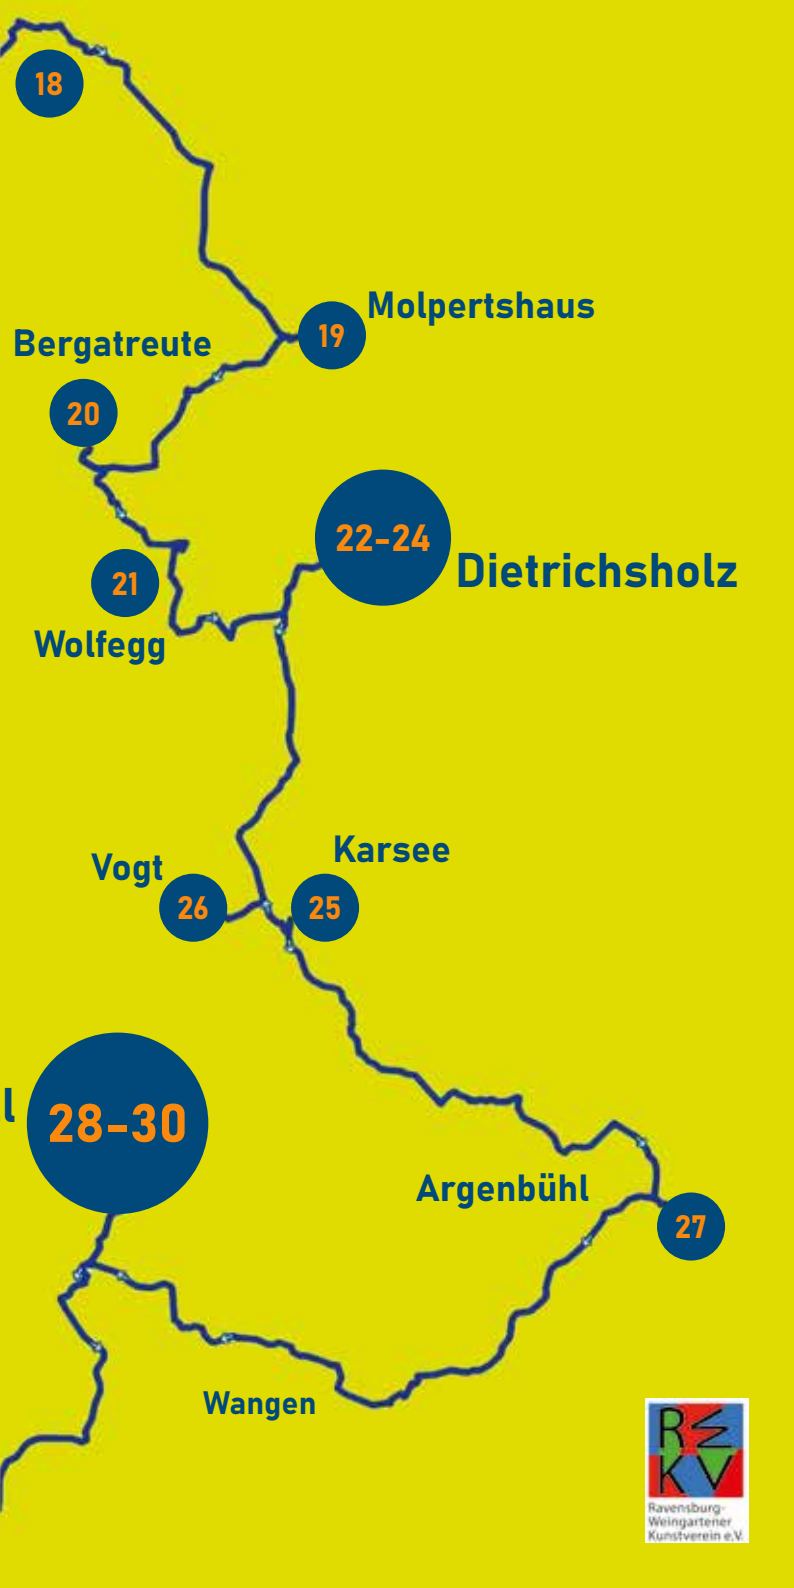 18
Molpertshaus
19
Bergatreute
20
22-24
Dietrichsholz
21
Wolfegg
Karsee
Vogt
26
25
l
28-30
Argenbühl
27
Wangen
REKV
Ravensburg-
Weingartener
Kunstverein e.V.